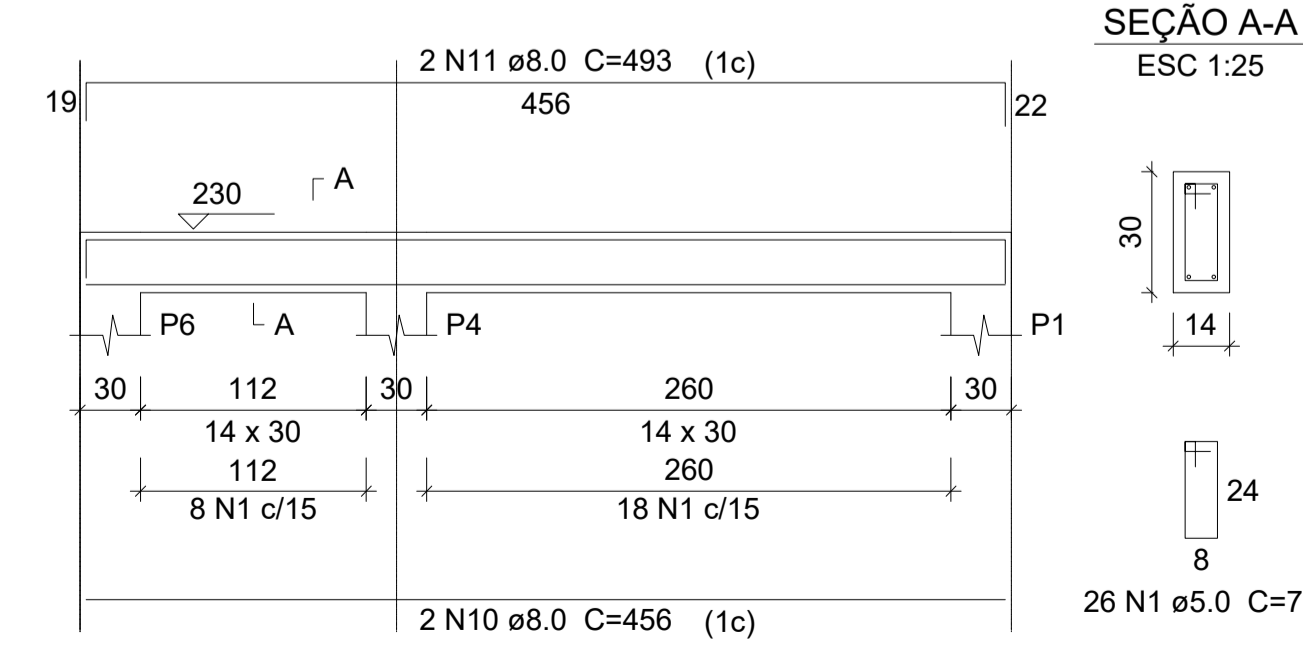 SEÇÃO A-A
ESC 1:25
2 N11 ø8.0 C=493 (1c)
19
456
22
230
A
A
P6
P4
P1
30
112
30
260
30
14 x 30
14 x 30
112
260
8 N1 c/15
18 N1 c/15
2 N10 ø8.0 C=456 (1c)
30
14
24
8
26 N1 ø5.0 C=7